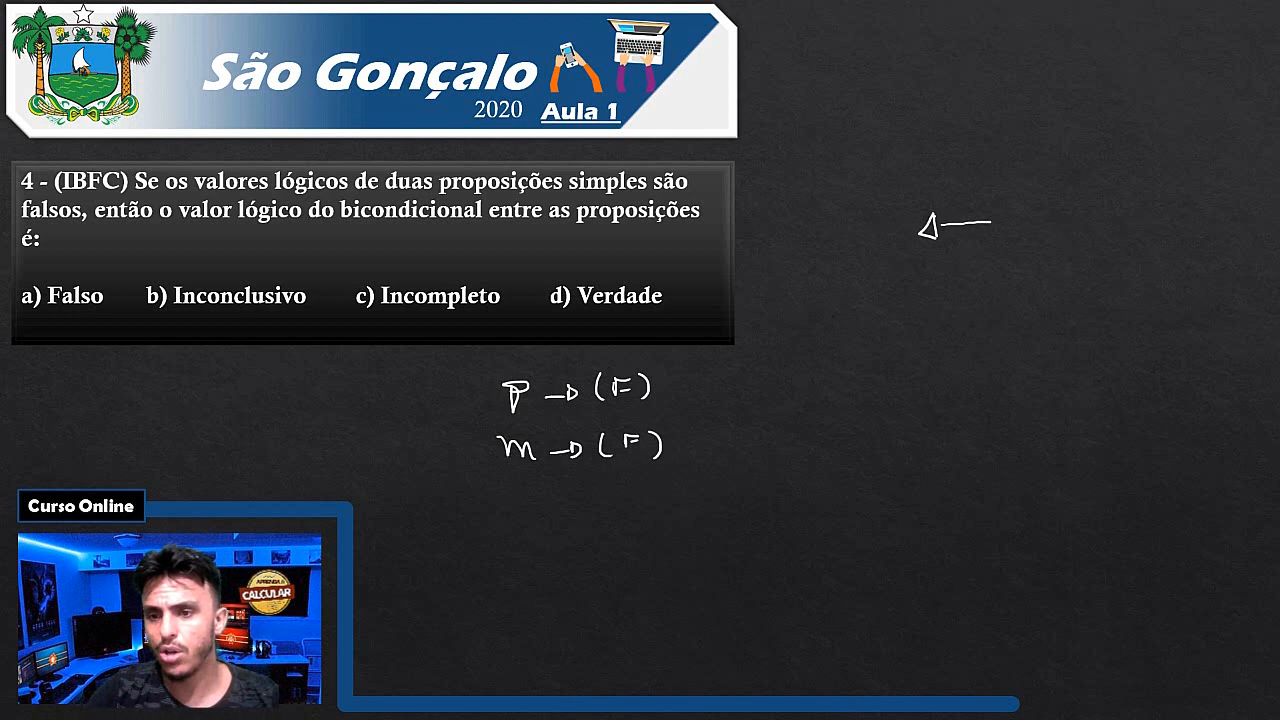 São Gonçalo
2020 Aula 1
4 - (IBFC) Se os valores lógicos de duas proposições simples são
falsos, então o valor lógico do bicondicional entre as proposições
é:
a) Falso b) Inconclusivo c) Incompleto d) Verdade
P → (F)
m → (F)
Curso Online
APRENDA A
CALCULAR